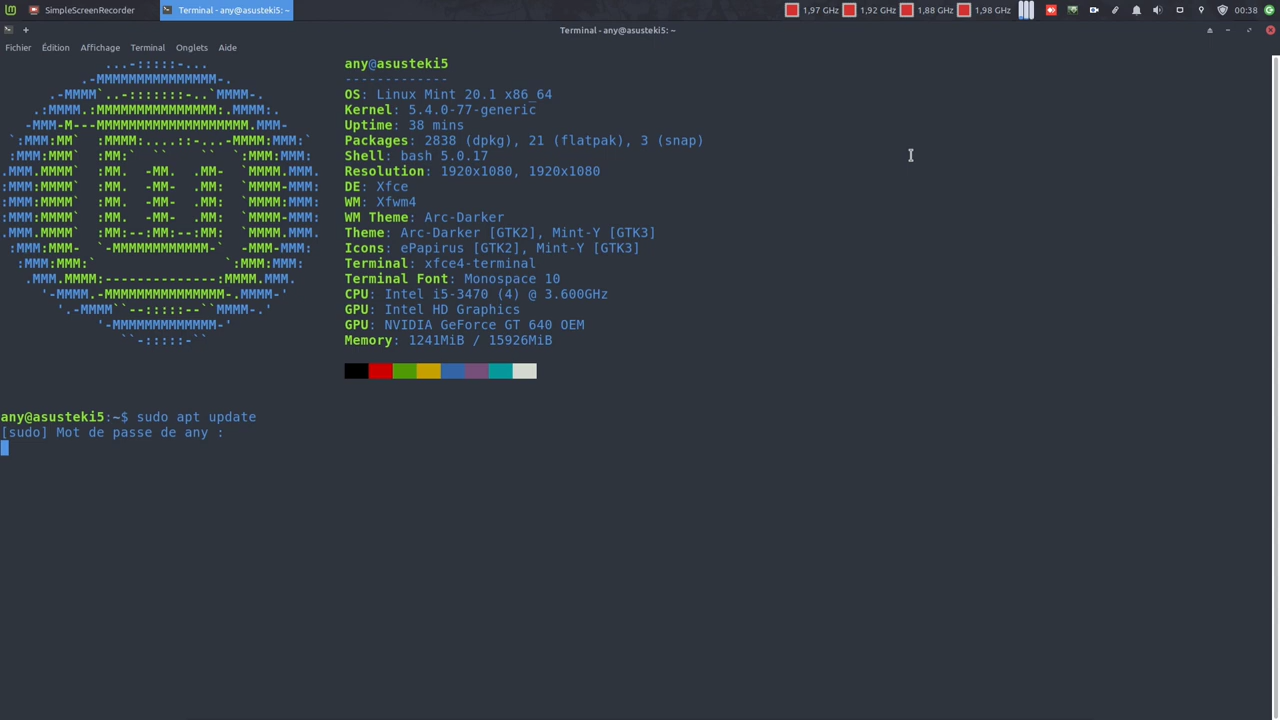 SimpleScreenRecorder
Terminal - any@asusteki5: ~
1,97 GHz
1,92 GHz
1,88 GHz
1,98 GHz
00:38
Terminal - any@asusteki5: ~
Fichier Édition Affichage Terminal Onglets Aide
any@asusteki5
-------------
OS: Linux Mint 20.1 x86_64
Kernel: 5.4.0-77-generic
Uptime: 38 mins
Packages: 2838 (dpkg), 21 (flatpak), 3 (snap)
Shell: bash 5.0.17
Resolution: 1920x1080, 1920x1080
DE: Xfce
WM: Xfwm4
WM Theme: Arc-Darker
Theme: Arc-Darker [GTK2], Mint-Y [GTK3]
Icons: ePapirus [GTK2], Mint-Y [GTK3]
Terminal: xfce4-terminal
Terminal Font: Monospace 10
CPU: Intel i5-3470 (4) @ 3.600GHz
GPU: Intel HD Graphics
GPU: NVIDIA GeForce GT 640 OEM
Memory: 1241MiB / 15926MiB
any@asusteki5:~$ sudo apt update
[sudo] Mot de passe de any :